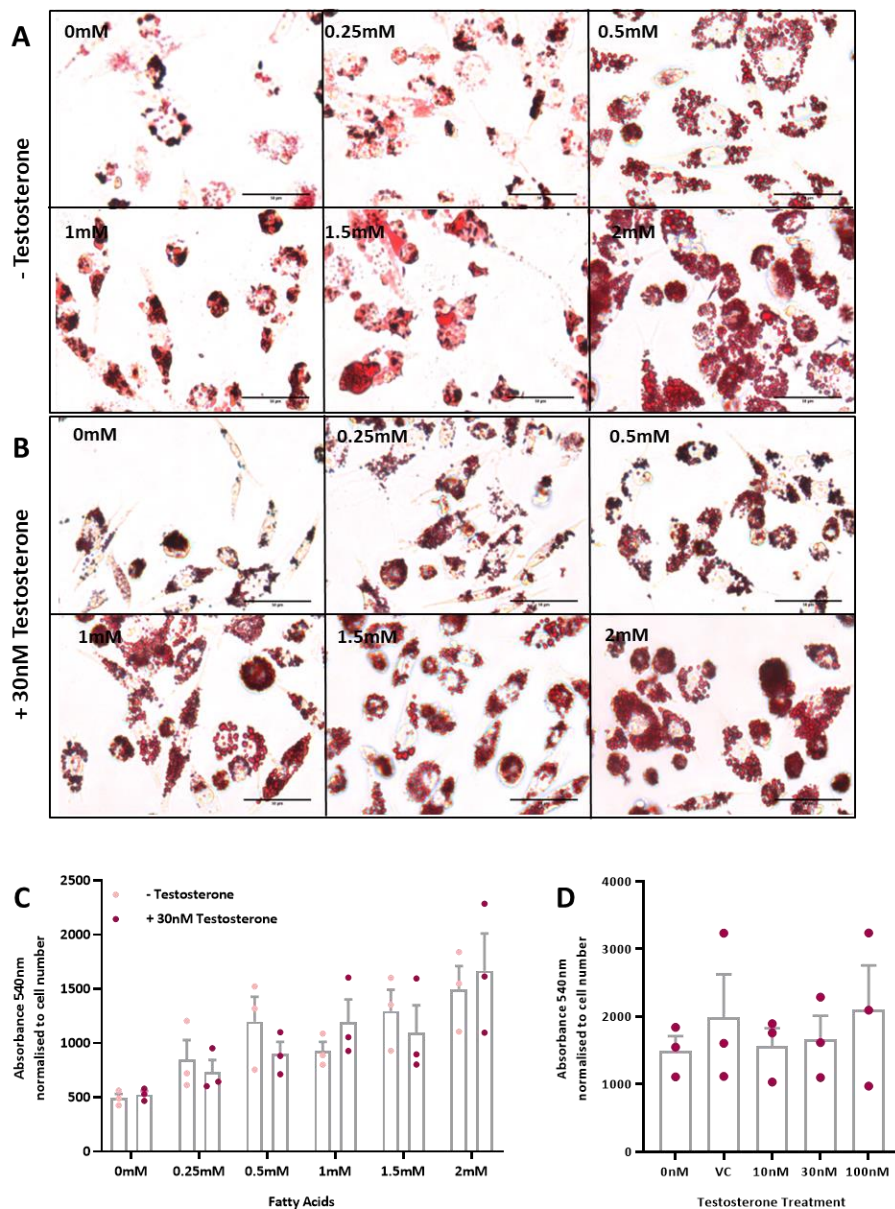 A
- Testosterone
0mM
0.25mM
0.5mM
1mM
1.5mM
2mM
B
+ 30nM Testosterone
0mM
0.25mM
0.5mM
1mM
1.5mM
2mM
C
- Testosterone
+ 30nM Testosterone
Absorbance 540nm
normalised to cell number
2500
2000
1500
1000
500
0
0mM
0.25mM
0.5mM
1mM
1.5mM
2mM
Fatty Acids
D
Absorbance 540nm
normalised to cell number
4000
3000
2000
1000
0
0nM
VC
10nM
30nM
100nM
Testosterone Treatment